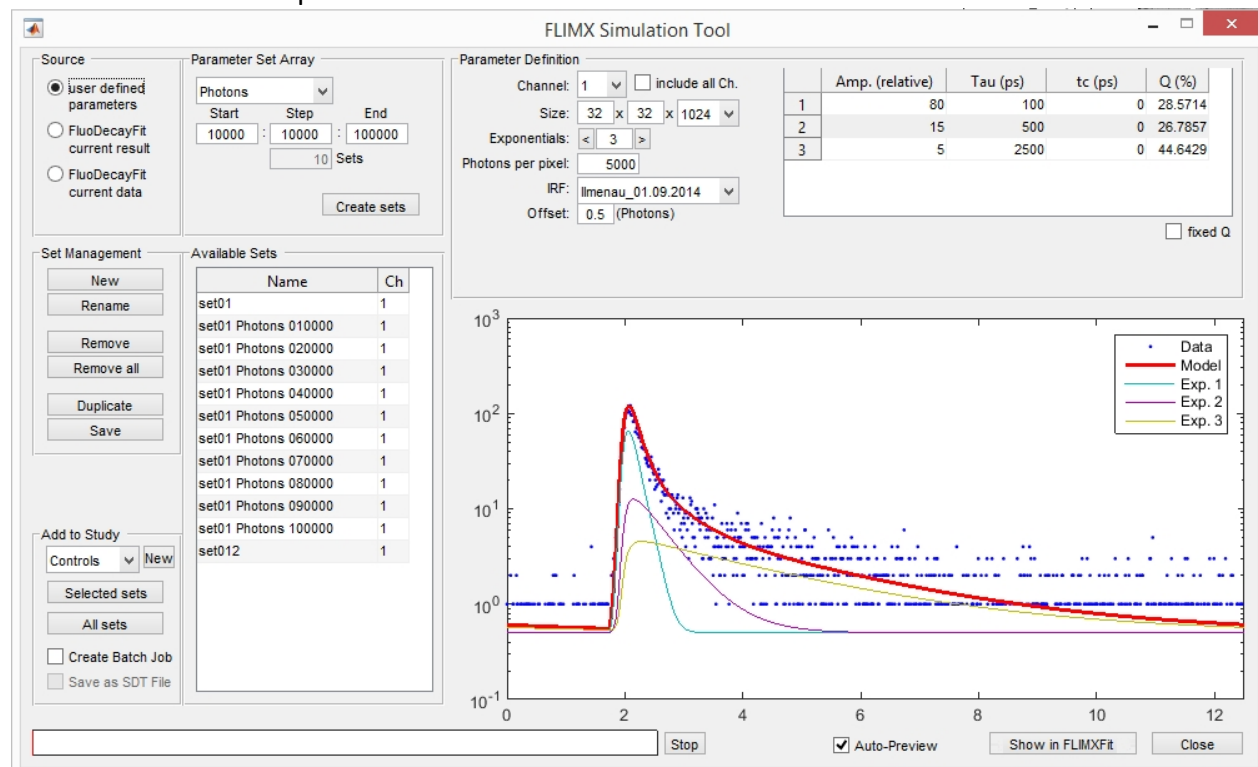 FLIMX Simulation Tool
Source
user defined
parameters
FluoDecayFit
current result
FluoDecayFit
current data
Parameter Set Array
Photons
Start Step End
10000 : 10000 : 100000
10 Sets
Create sets
Parameter Definition
Channel: 1 include all Ch.
Size: 32 x 32 x 1024
Exponentials: < 3 >
Photons per pixel: 5000
IRF: Ilmenau_01.09.2014
Offset: 0.5 (Photons)
Amp. (relative) Tau (ps) tc (ps) Q (%)
1 80 100 0 28.5714
2 15 500 0 26.7857
3 5 2500 0 44.6429
fixed Q
Set Management
New
Rename
Remove
Remove all
Duplicate
Save
Available Sets
Name Ch
set01 1
set01 Photons 010000 1
set01 Photons 020000 1
set01 Photons 030000 1
set01 Photons 040000 1
set01 Photons 050000 1
set01 Photons 060000 1
set01 Photons 070000 1
set01 Photons 080000 1
set01 Photons 090000 1
set01 Photons 100000 1
set012 1
Add to Study
Controls New
Selected sets
All sets
Create Batch Job
Save as SDT File
10³
10²
10¹
10⁰
10⁻¹
0 2 4 6 8 10 12
Data
Model
Exp. 1
Exp. 2
Exp. 3
Stop
Auto-Preview
Show in FLIMXFit
Close